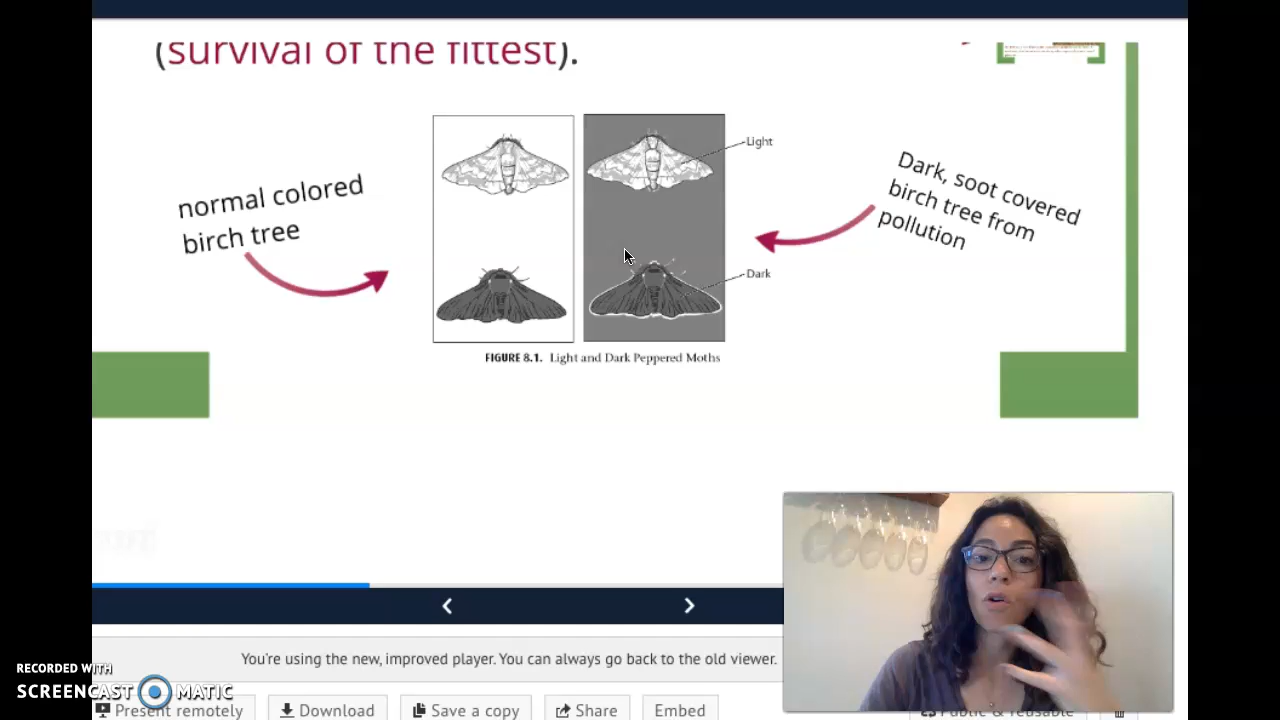 (survival of the fittest).
normal colored
birch tree
Light
Dark
Dark, soot covered
birch tree from
pollution
FIGURE 8.1. Light and Dark Peppered Moths
You're using the new, improved player. You can always go back to the old viewer.
RECORDED WITH
SCREENCAST MATIC
Present remotely
Download
Save a copy
Share
Embed
Public & reusable